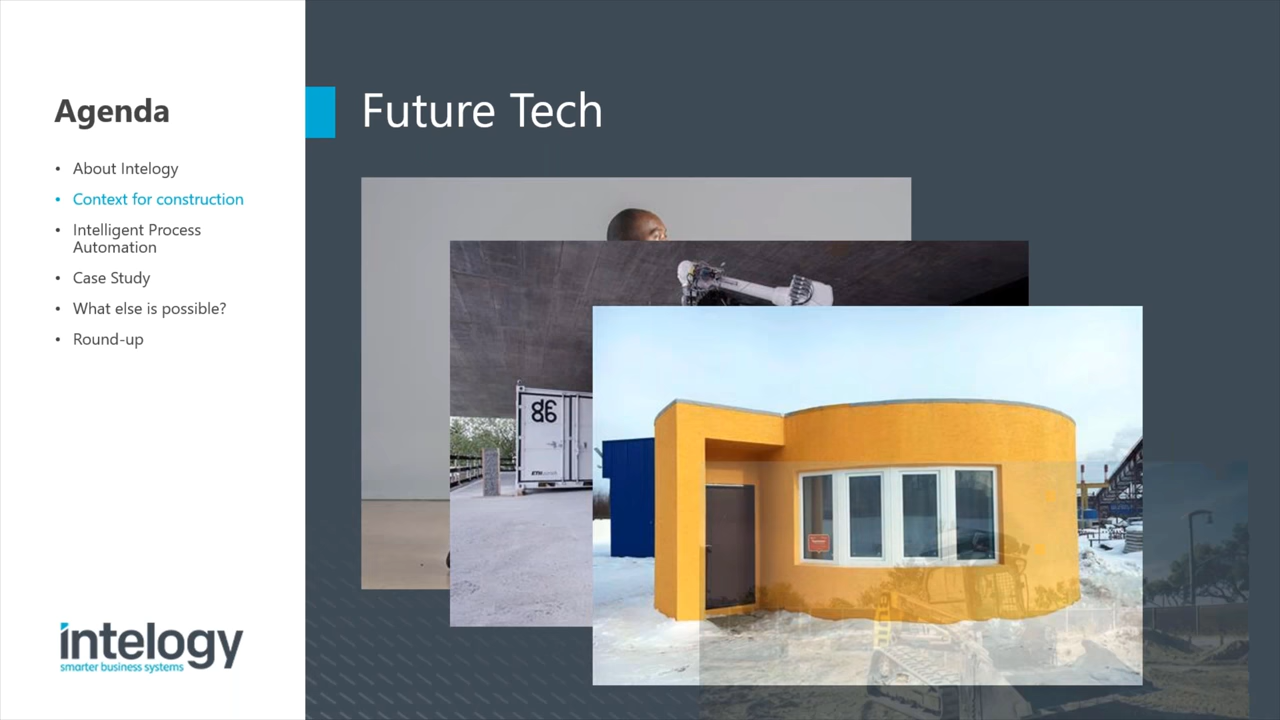 Agenda
• About Intelogy
• Context for construction
• Intelligent Process
Automation
• Case Study
• What else is possible?
• Round-up
intelogy
smarter business systems
Future Tech